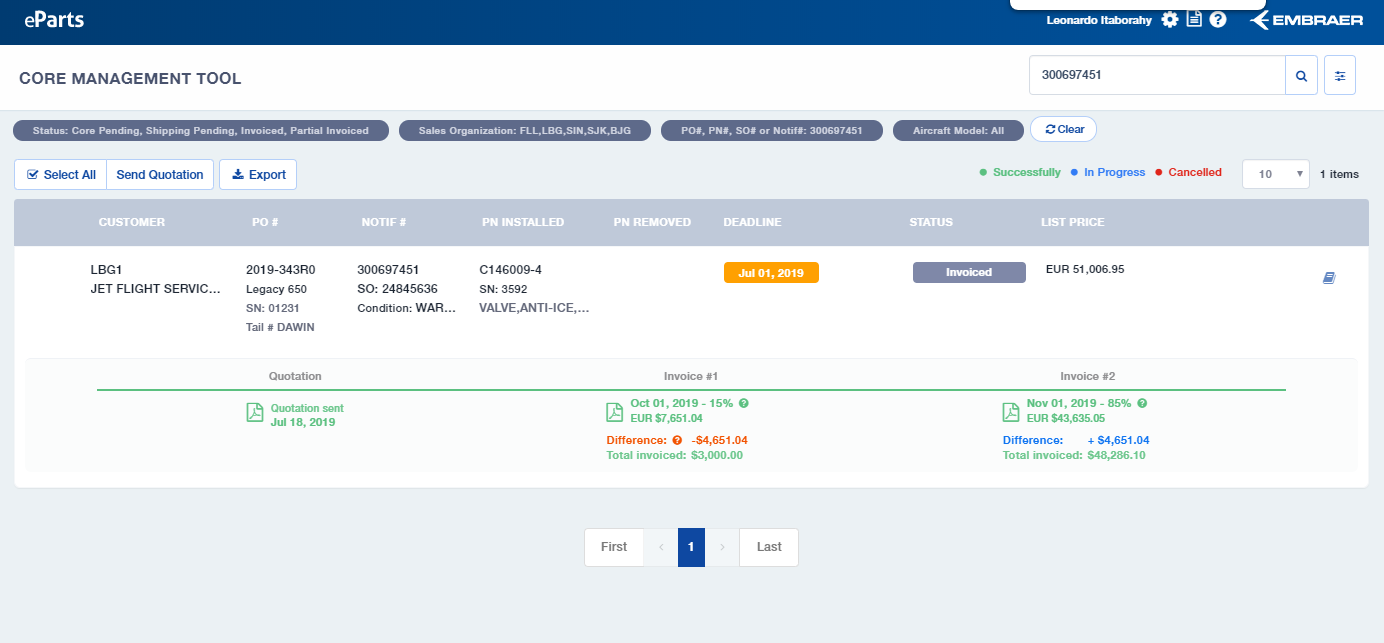 eParts
Leonardo Itaborahy
EMBRAER
CORE MANAGEMENT TOOL
300697451
Status: Core Pending, Shipping Pending, Invoiced, Partial Invoiced
Sales Organization: FLL,LBG,SIN,SJK,BJG
PO#, PN#, SO# or Notif#: 300697451
Aircraft Model: All
Clear
Select All
Send Quotation
Export
Successfully
In Progress
Cancelled
10
1 items
CUSTOMER
PO #
NOTIF #
PN INSTALLED
PN REMOVED
DEADLINE
STATUS
LIST PRICE
LBG1
JET FLIGHT SERVIC...
2019-343R0
Legacy 650
SN: 01231
Tail # DAWIN
300697451
SO: 24845636
Condition: WAR...
C146009-4
SN: 3592
VALVE,ANTI-ICE,...
Jul 01, 2019
Invoiced
EUR 51,006.95
Quotation
Quotation sent
Jul 18, 2019
Invoice #1
Oct 01, 2019 - 15%
EUR $7,651.04
Difference: -$4,651.04
Total invoiced: $3,000.00
Invoice #2
Nov 01, 2019 - 85%
EUR $43,635.05
Difference: + $4,651.04
Total invoiced: $48,286.10
First
‹
1
›
Last